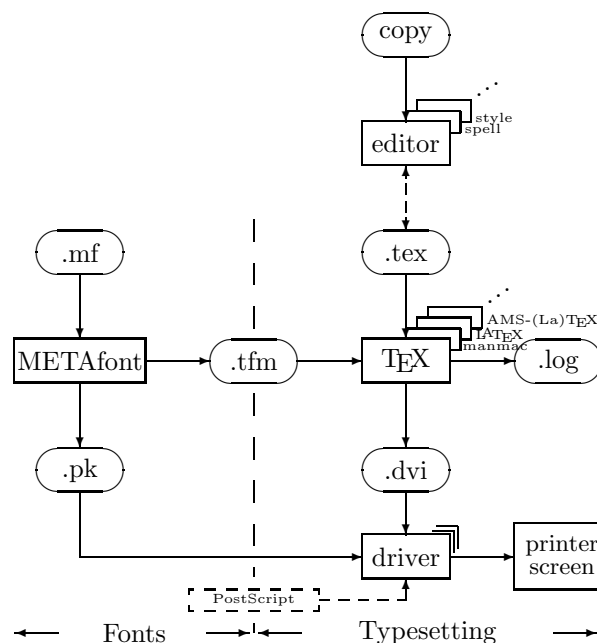 copy
style
spell
editor
.mf
.tex
AMS-(La)TEX
LATEX
manmac
METAfont
.tfm
TEX
.log
.pk
.dvi
driver
printer
screen
PostScript
Fonts
Typesetting